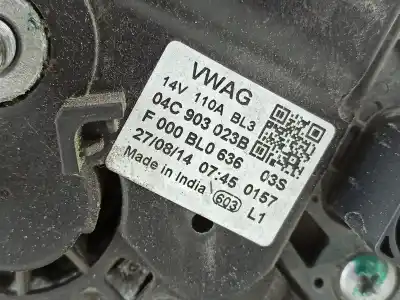 VWAG
14V 110A BL3
04C 903 023B
F 000 BL0 636 03S
27/08/14 07:45 0157
Made in India 603 L1